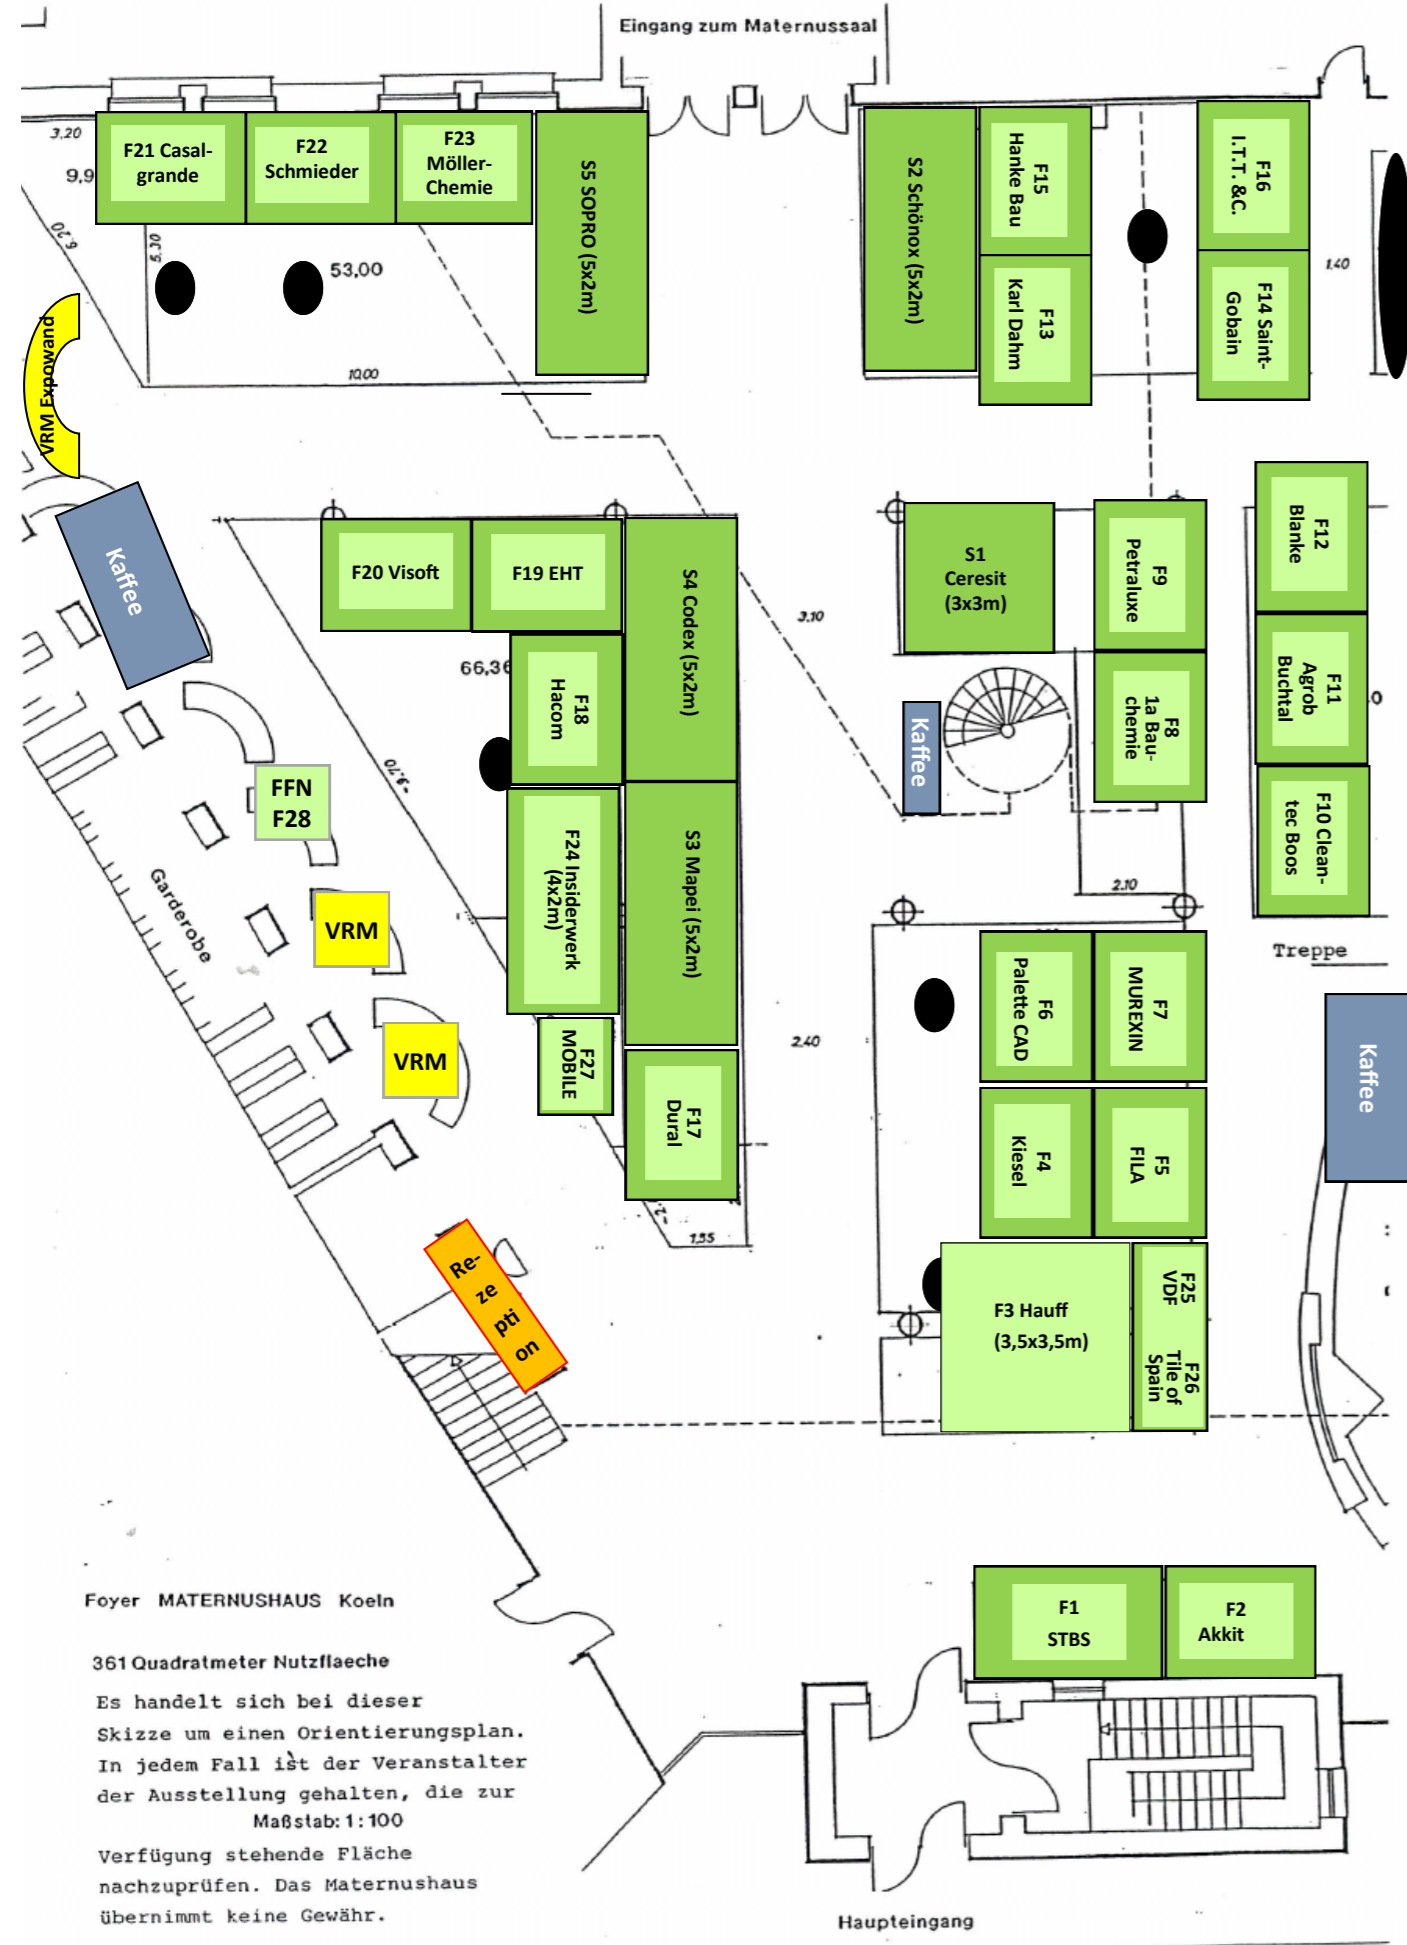 Eingang zum Maternussaal
3,20
9,9
6.20
5,30
53,00
10,00
F21 Casal-
grande
F22
Schmieder
F23
Möller-
Chemie
S5 SOPRO (5x2m)
S2 Schönox (5x2m)
F15
Hanke Bau
F13
Karl Dahm
F16
I.T.T. &C.
F14 Saint-
Gobain
1,40
VRM Expowand
Kaffee
F20 Visoft
F19 EHT
S4 Codex (5x2m)
66,36
F18
Hacom
3,10
S1
Ceresit
(3x3m)
F9
Petraluxe
F12
Blanke
F11
Agrob
Buchtal
F8
1a Bau-
chemie
Kaffee
F10 Clean-
tec Boos
9.70
FFN
F28
Garderobe
VRM
VRM
F24 Insiderwerk
(4x2m)
S3 Mapei (5x2m)
F27
MOBILE
F17
Dural
1,55
2,40
2.10
Treppe
F6
Palette CAD
F7
MUREXIN
Kaffee
F4
Kiesel
F5
FILA
F3 Hauff
(3,5x3,5m)
F25
VDF
F26
Tile of
Spain
Re-
ze
pti
on
F1
STBS
F2
Akkit
Foyer MATERNUSHAUS Koeln
361 Quadratmeter Nutzflaeche
Es handelt sich bei dieser
Skizze um einen Orientierungsplan.
In jedem Fall ist der Veranstalter
der Ausstellung gehalten, die zur
Maßstab: 1:100
Verfügung stehende Fläche
nachzuprüfen. Das Maternushaus
übernimmt keine Gewähr.
Haupteingang